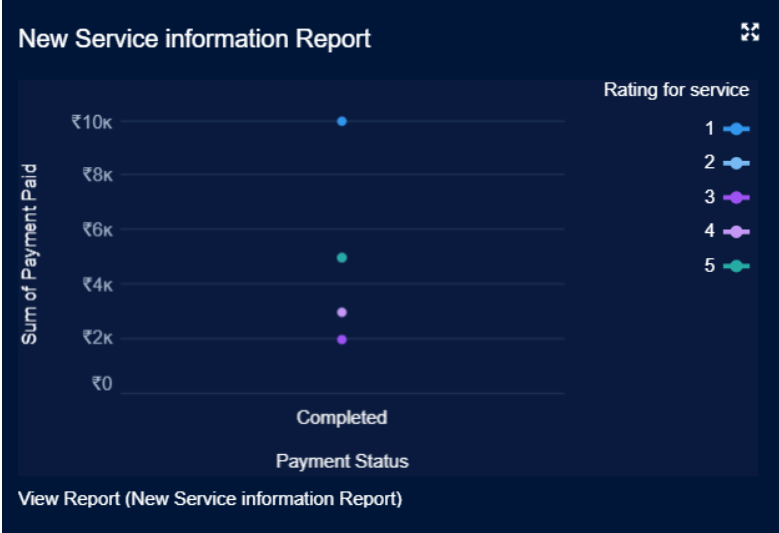 New Service information Report
Rating for service
1
2
3
4
5
Sum of Payment Paid
₹10K
₹8K
₹6K
₹4K
₹2K
₹0
Completed
Payment Status
View Report (New Service information Report)